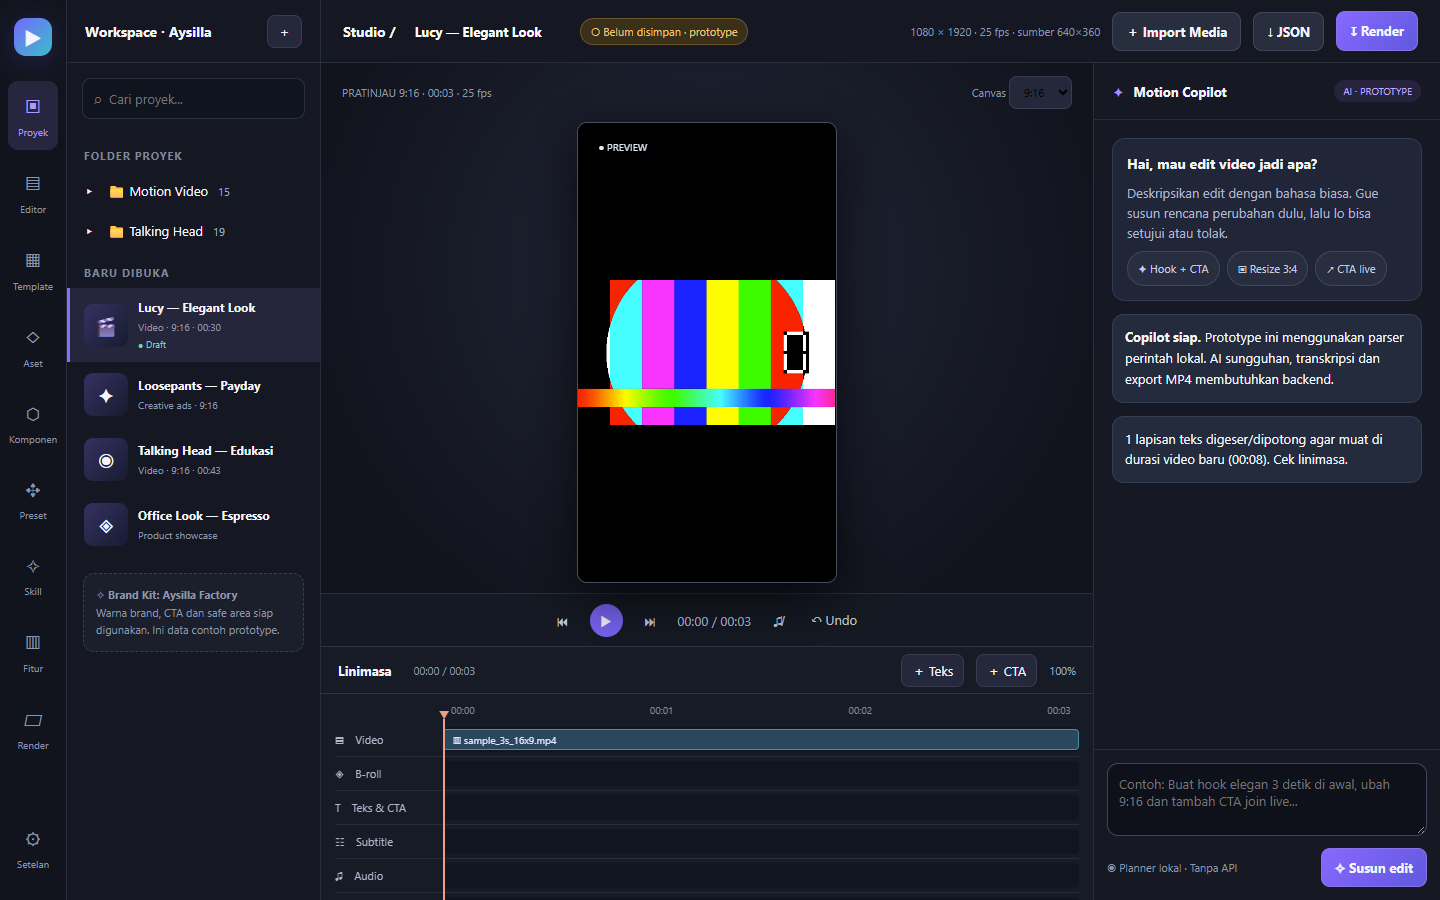 Proyek
Editor
Template
Aset
Komponen
Preset
Skill
Fitur
Render
Setelan
Workspace · Aysilla
+
Cari proyek...
FOLDER PROYEK
Motion Video 15
Talking Head 19
BARU DIBUKA
Lucy — Elegant Look
Video · 9:16 · 00:30
● Draft
Loosepants — Payday
Creative ads · 9:16
Talking Head — Edukasi
Video · 9:16 · 00:43
Office Look — Espresso
Product showcase
✧ Brand Kit: Aysilla Factory
Warna brand, CTA dan safe area siap
digunakan. Ini data contoh prototype.
Studio / Lucy — Elegant Look
Belum disimpan · prototype
1080 × 1920 · 25 fps · sumber 640×360
+ Import Media
↓ JSON
↧ Render
PRATINJAU 9:16 · 00:03 · 25 fps
Canvas 9:16
● PREVIEW
00:00 / 00:03
↶ Undo
Linimasa 00:00 / 00:03
+ Teks
+ CTA
100%
00:00 00:01 00:02 00:03
Video
sample_3s_16x9.mp4
B-roll
T Teks & CTA
Subtitle
Audio
✦ Motion Copilot
AI · PROTOTYPE
Hai, mau edit video jadi apa?
Deskripsikan edit dengan bahasa biasa. Gue
susun rencana perubahan dulu, lalu lo bisa
setujui atau tolak.
✦ Hook + CTA
▣ Resize 3:4
↗ CTA live
Copilot siap. Prototype ini menggunakan parser
perintah lokal. AI sungguhan, transkripsi dan
export MP4 membutuhkan backend.
1 lapisan teks digeser/dipotong agar muat di
durasi video baru (00:08). Cek linimasa.
Contoh: Buat hook elegan 3 detik di awal, ubah
9:16 dan tambah CTA join live...
◉ Planner lokal · Tanpa API
✧ Susun edit